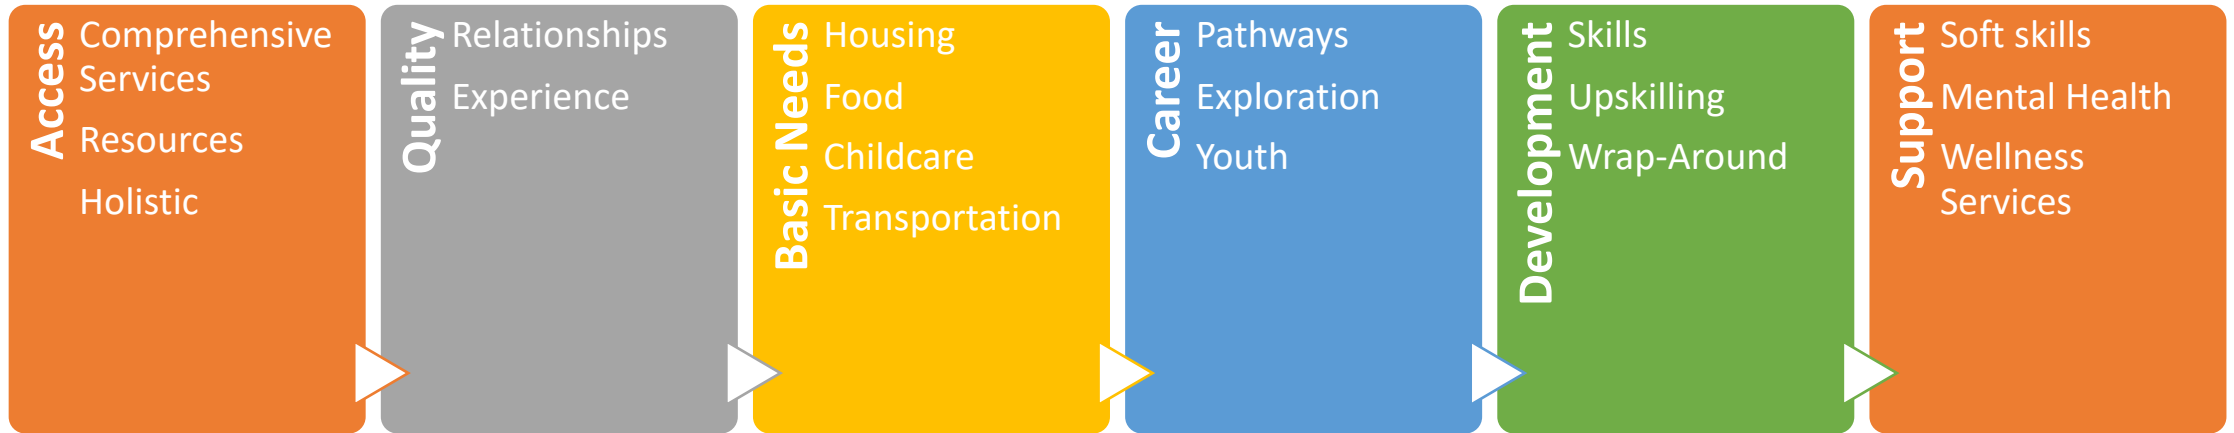 Access
Comprehensive
Services
Resources
Holistic
Quality
Relationships
Experience
Basic Needs
Housing
Food
Childcare
Transportation
Career
Pathways
Exploration
Youth
Development
Skills
Upskilling
Wrap-Around
Support
Soft skills
Mental Health
Wellness
Services